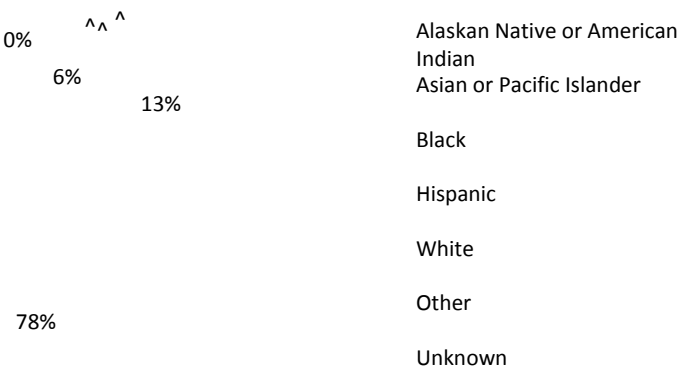 ^^ ^
0%
6%
13%
78%
Alaskan Native or American
Indian
Asian or Pacific Islander
Black
Hispanic
White
Other
Unknown